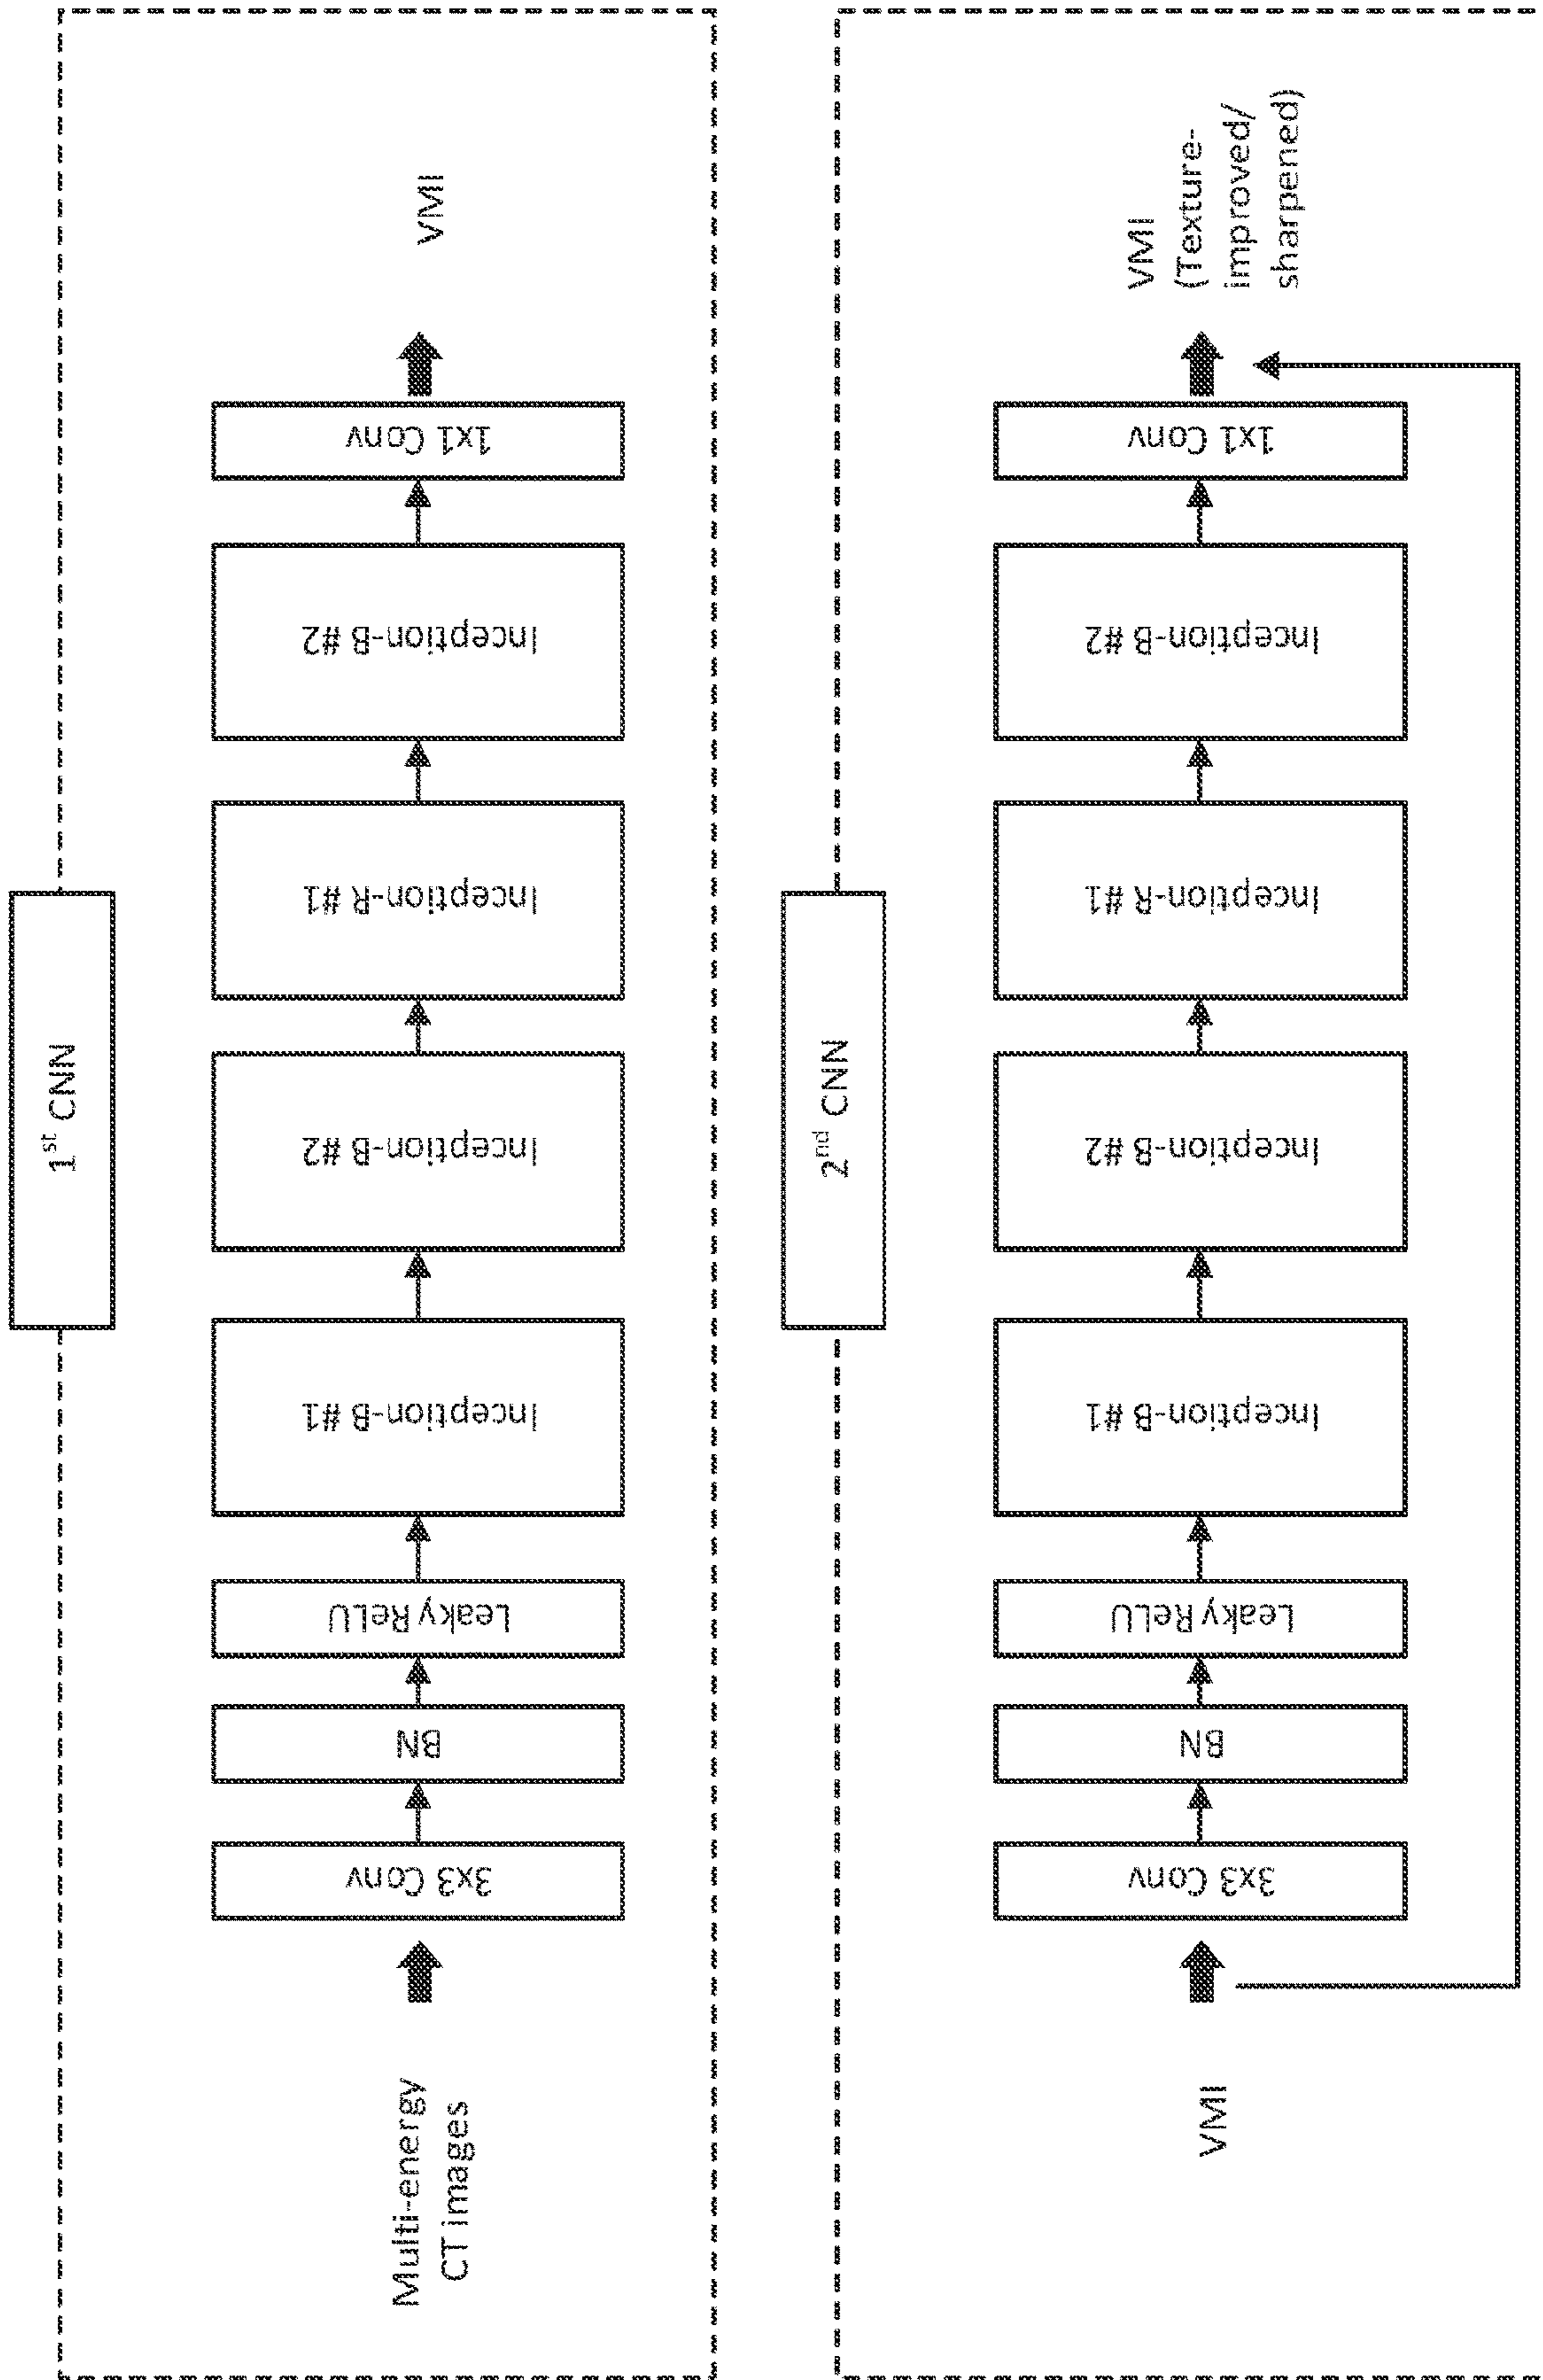 1st CNN
Multi-energy
CT images
3x3 Conv
BN
Leaky ReLU
Inception-B #1
Inception-B #2
Inception-R #1
Inception-B #2
1x1 Conv
VMI
2nd CNN
VMI
3x3 Conv
BN
Leaky ReLU
Inception-B #1
Inception-B #2
Inception-R #1
Inception-B #2
1x1 Conv
VMI
(Texture-
improved/
sharpened)